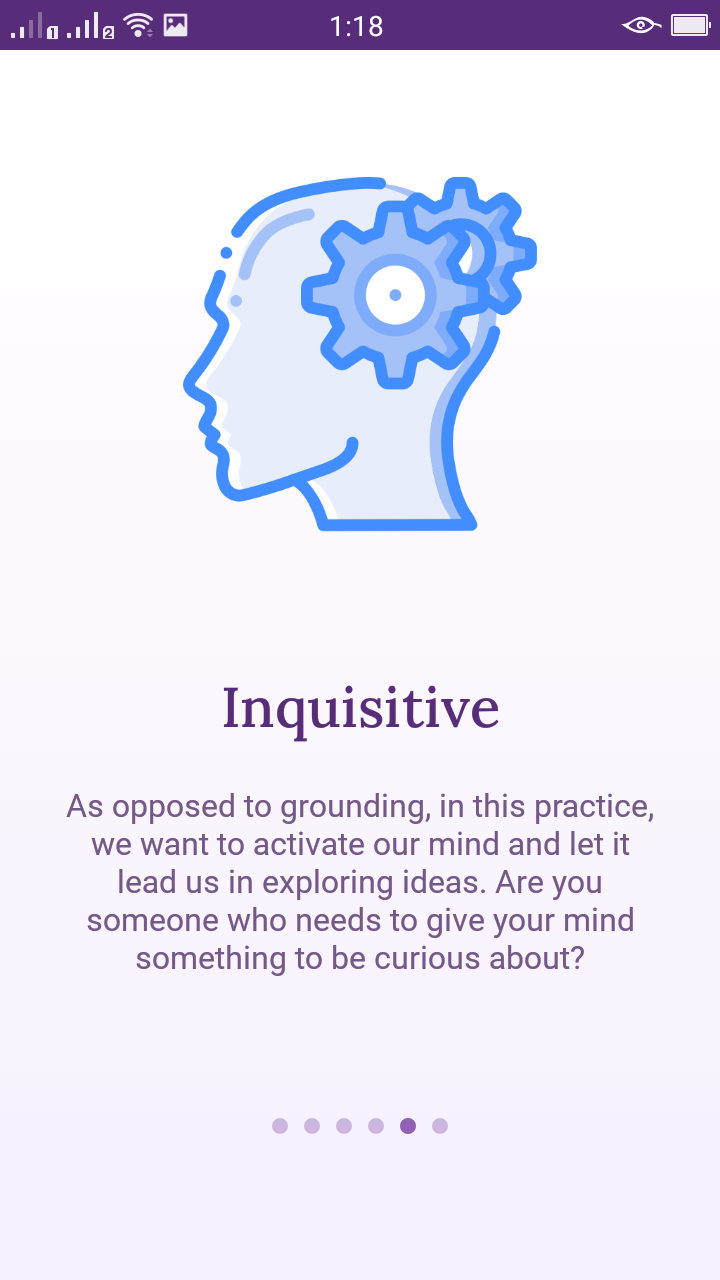 1 2 1:18
Inquisitive
As opposed to grounding, in this practice,
we want to activate our mind and let it
lead us in exploring ideas. Are you
someone who needs to give your mind
something to be curious about?